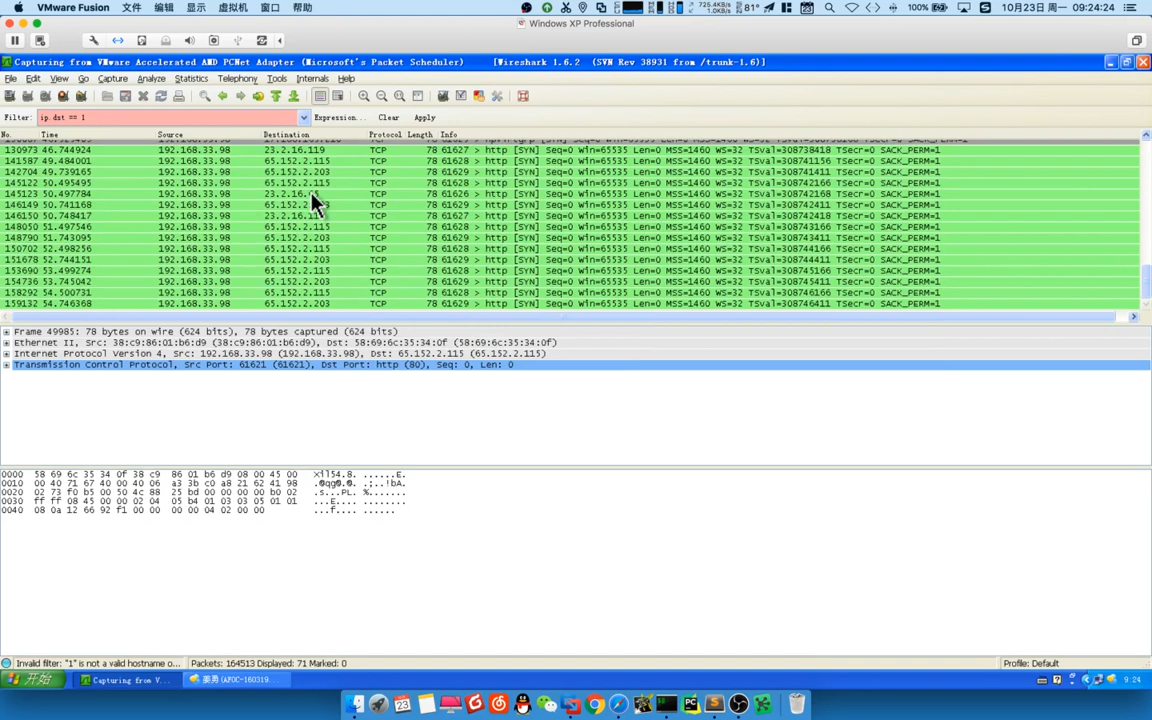 VMware Fusion 文件 编辑 显示 虚拟机 窗口 帮助 725.4KB/s 1.0KB/s 81° 23 100% 10月23日 周一 09:24:24
Windows XP Professional
Capturing from VMware Accelerated AMD PCNet Adapter (Microsoft's Packet Scheduler) [Wireshark 1.6.2 (SVN Rev 38931 from /trunk-1.6)]
File Edit View Go Capture Analyze Statistics Telephony Tools Internals Help
Filter: ip.dst == 1 Expression... Clear Apply
No. Time Source Destination Protocol Length Info
130973 46.744924 192.168.33.98 23.2.16.119 TCP 78 61627 > http [SYN] Seq=0 Win=65535 Len=0 MSS=1460 WS=32 TSval=308738418 TSecr=0 SACK_PERM=1
141587 49.484001 192.168.33.98 65.152.2.115 TCP 78 61628 > http [SYN] Seq=0 Win=65535 Len=0 MSS=1460 WS=32 TSval=308741156 TSecr=0 SACK_PERM=1
142704 49.739165 192.168.33.98 65.152.2.203 TCP 78 61629 > http [SYN] Seq=0 Win=65535 Len=0 MSS=1460 WS=32 TSval=308741411 TSecr=0 SACK_PERM=1
145122 50.495495 192.168.33.98 65.152.2.115 TCP 78 61628 > http [SYN] Seq=0 Win=65535 Len=0 MSS=1460 WS=32 TSval=308742166 TSecr=0 SACK_PERM=1
145123 50.497784 192.168.33.98 TCP 78 61626 > http [SYN] Seq=0 Win=65535 Len=0 MSS=1460 WS=32 TSval=308742168 TSecr=0 SACK_PERM=1
146149 50.741168 192.168.33.98 TCP 78 61629 > http [SYN] Seq=0 Win=65535 Len=0 MSS=1460 WS=32 TSval=308742411 TSecr=0 SACK_PERM=1
146150 50.748417 192.168.33.98 TCP 78 61627 > http [SYN] Seq=0 Win=65535 Len=0 MSS=1460 WS=32 TSval=308742418 TSecr=0 SACK_PERM=1
148050 51.497546 192.168.33.98 65.152.2.115 TCP 78 61628 > http [SYN] Seq=0 Win=65535 Len=0 MSS=1460 WS=32 TSval=308743166 TSecr=0 SACK_PERM=1
148790 51.743095 192.168.33.98 65.152.2.203 TCP 78 61629 > http [SYN] Seq=0 Win=65535 Len=0 MSS=1460 WS=32 TSval=308743411 TSecr=0 SACK_PERM=1
150702 52.498256 192.168.33.98 65.152.2.115 TCP 78 61628 > http [SYN] Seq=0 Win=65535 Len=0 MSS=1460 WS=32 TSval=308744166 TSecr=0 SACK_PERM=1
151678 52.744151 192.168.33.98 65.152.2.203 TCP 78 61629 > http [SYN] Seq=0 Win=65535 Len=0 MSS=1460 WS=32 TSval=308744411 TSecr=0 SACK_PERM=1
153690 53.499274 192.168.33.98 65.152.2.115 TCP 78 61628 > http [SYN] Seq=0 Win=65535 Len=0 MSS=1460 WS=32 TSval=308745166 TSecr=0 SACK_PERM=1
154736 53.745042 192.168.33.98 65.152.2.203 TCP 78 61629 > http [SYN] Seq=0 Win=65535 Len=0 MSS=1460 WS=32 TSval=308745411 TSecr=0 SACK_PERM=1
158292 54.500731 192.168.33.98 65.152.2.115 TCP 78 61628 > http [SYN] Seq=0 Win=65535 Len=0 MSS=1460 WS=32 TSval=308746166 TSecr=0 SACK_PERM=1
159132 54.746368 192.168.33.98 65.152.2.203 TCP 78 61629 > http [SYN] Seq=0 Win=65535 Len=0 MSS=1460 WS=32 TSval=308746411 TSecr=0 SACK_PERM=1
Frame 49985: 78 bytes on wire (624 bits), 78 bytes captured (624 bits)
Ethernet II, Src: 38:c9:86:01:b6:d9 (38:c9:86:01:b6:d9), Dst: 58:69:6c:35:34:0f (58:69:6c:35:34:0f)
Internet Protocol Version 4, Src: 192.168.33.98 (192.168.33.98), Dst: 65.152.2.115 (65.152.2.115)
Transmission Control Protocol, Src Port: 61621 (61621), Dst Port: http (80), Seq: 0, Len: 0
0000 58 69 6c 35 34 0f 38 c9 86 01 b6 d9 08 00 45 00 Xil54.8. ......E.
0010 00 40 71 67 40 00 40 06 a3 3b c0 a8 21 62 41 98 .@qg@.@. .;..!bA.
0020 02 73 f0 b5 00 50 4c 88 25 bd 00 00 00 00 b0 02 .s...PL. %.......
0030 ff ff 08 45 00 00 02 04 05 b4 01 03 03 05 01 01 ...E.... ........
0040 08 0a 12 66 92 f1 00 00 00 00 04 02 00 00 ...f.... ......
Invalid filter: "1" is not a valid hostname o... Packets: 164513 Displayed: 71 Marked: 0 Profile: Default
开始 Capturing from V... 姜勇(AFOC-160319... 9:24
23 PC